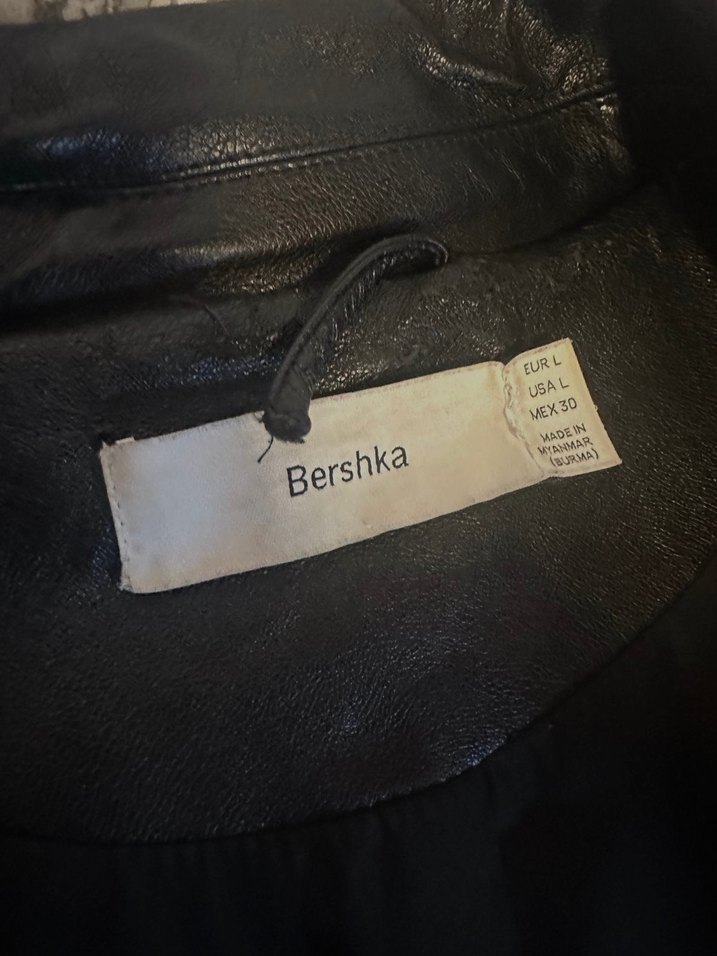 Bershka
EUR L
USA L
MEX 30
MADE IN
MYANMAR
(BURMA)